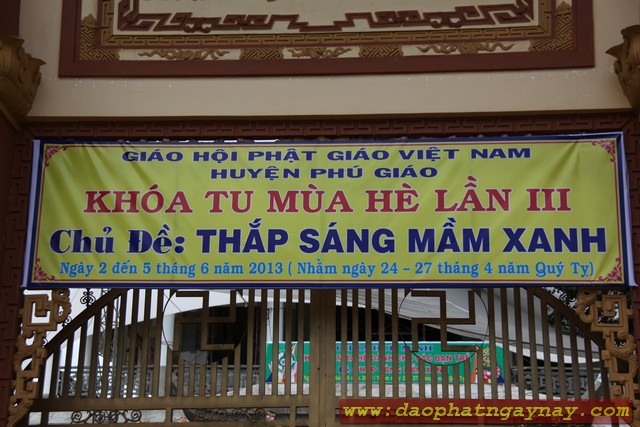 GIÁO HỘI PHẬT GIÁO VIỆT NAM
HUYỆN PHÚ GIÁO
KHÓA TU MÙA HÈ LẦN III
Chủ Đề: THẮP SÁNG MẦM XANH
Ngày 2 đến 5 tháng 6 năm 2013 ( Nhằm ngày 24 - 27 tháng 4 năm Quý Tỵ)
www.daophatngaynay.com